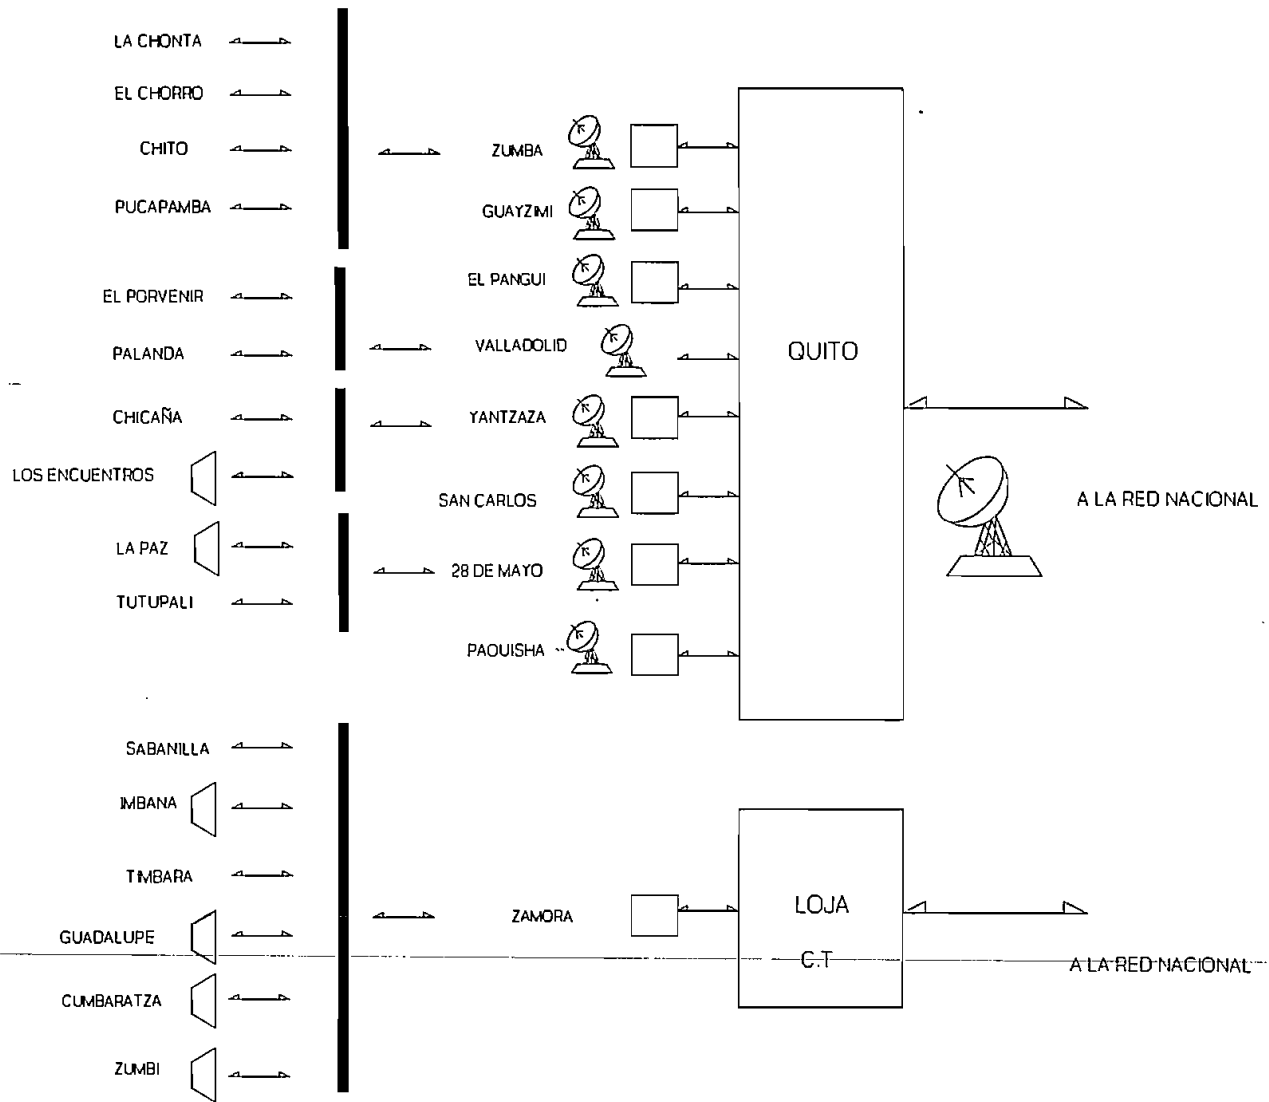 LA CHONTA
EL CHORRO
CHITO
PUCAPAMBA
EL PORVENIR
PALANDA
CHICAÑA
LOS ENCUENTROS
LA PAZ
TUTUPALI
SABANILLA
IMBANA
TIMBARA
GUADALUPE
CUMBARATZA
ZUMBI
ZUMBA
GUAYZIMI
EL PANGUI
VALLADOLID
YANTZAZA
SAN CARLOS
28 DE MAYO
PAQUISHA
ZAMORA
QUITO
LOJA
C.T
A LA RED NACIONAL
A LA RED NACIONAL